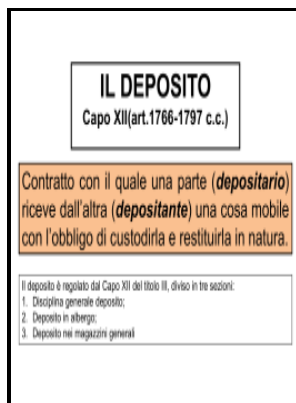 IL DEPOSITO
Capo XII(art.1766-1797 c.c.)
Contratto con il quale una parte (depositario)
riceve dall'altra (depositante) una cosa mobile
con l'obbligo di custodirla e restituirla in natura.
Il deposito è regolato dal Capo XII del titolo III, diviso in tre sezioni:
1. Disciplina generale deposito;
2. Deposito in albergo;
3. Deposito nei magazzini generali